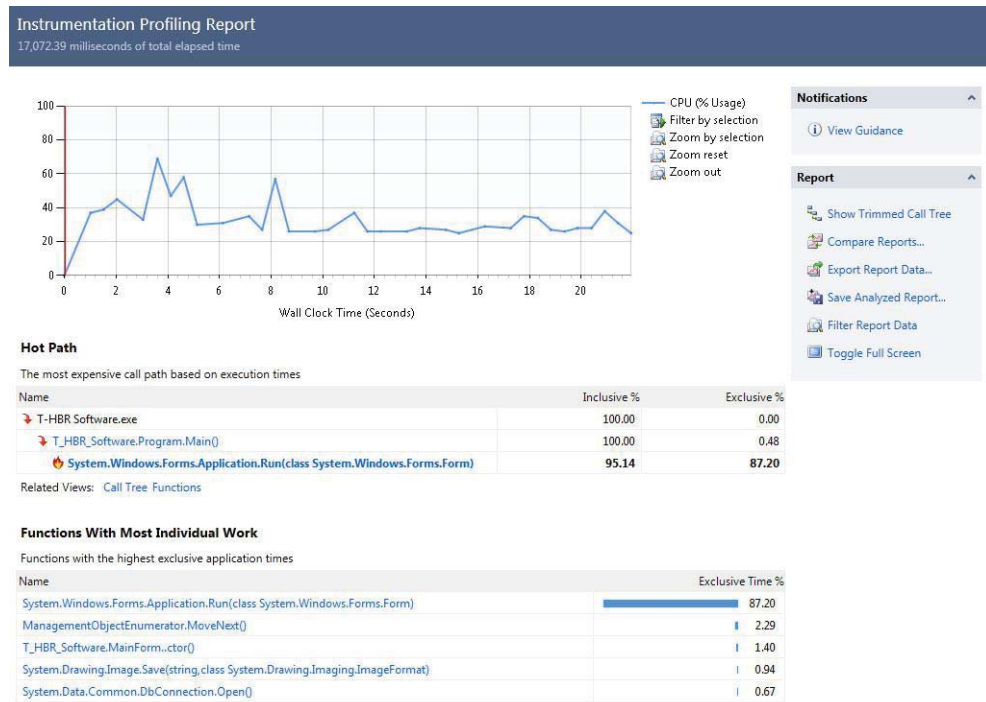 Instrumentation Profiling Report
17,072.39 milliseconds of total elapsed time
100
80
60
40
20
0
0 2 4 6 8 10 12 14 16 18 20
Wall Clock Time (Seconds)
CPU (% Usage)
Filter by selection
Zoom by selection
Zoom reset
Zoom out
Notifications
View Guidance
Report
Show Trimmed Call Tree
Compare Reports...
Export Report Data...
Save Analyzed Report...
Filter Report Data
Toggle Full Screen
Hot Path
The most expensive call path based on execution times
Name Inclusive % Exclusive %
T-HBR Software.exe 100.00 0.00
T_HBR_Software.Program.Main() 100.00 0.48
System.Windows.Forms.Application.Run(class System.Windows.Forms.Form) 95.14 87.20
Related Views: Call Tree Functions
Functions With Most Individual Work
Functions with the highest exclusive application times
Name Exclusive Time %
System.Windows.Forms.Application.Run(class System.Windows.Forms.Form) 87.20
ManagementObjectEnumerator.MoveNext() 2.29
T_HBR_Software.MainForm..ctor() 1.40
System.Drawing.Image.Save(string,class System.Drawing.Imaging.ImageFormat) 0.94
System.Data.Common.DbConnection.Open() 0.67